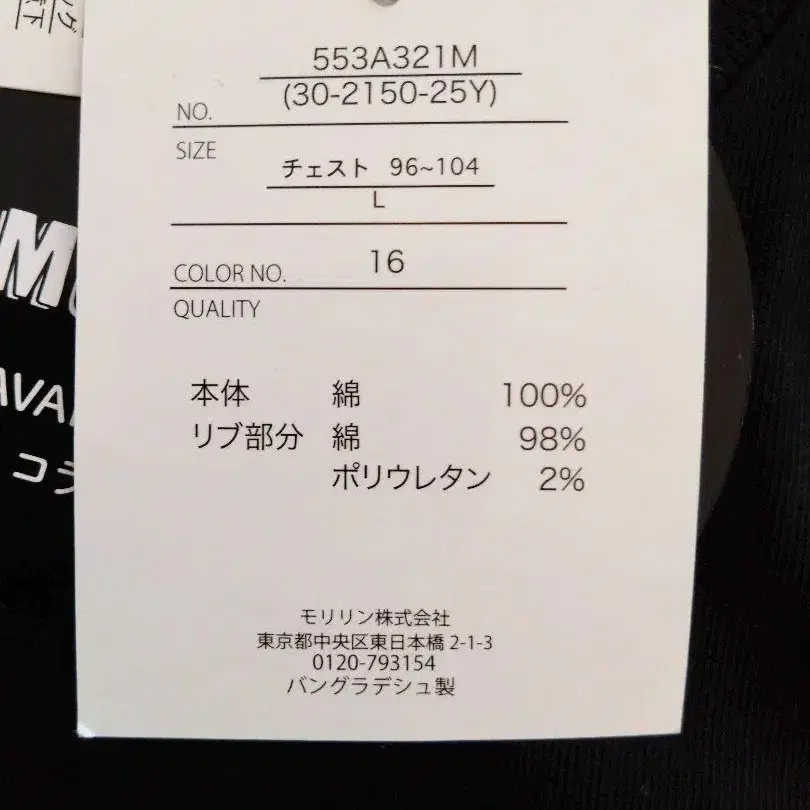 553A321M
NO. (30-2150-25Y)
SIZE
チェスト 96~104
L
COLOR NO. 16
QUALITY
本体 綿 100%
リブ部分 綿 98%
ポリウレタン 2%
モリリン株式会社
東京都中央区東日本橋 2-1-3
0120-793154
バングラデシュ製